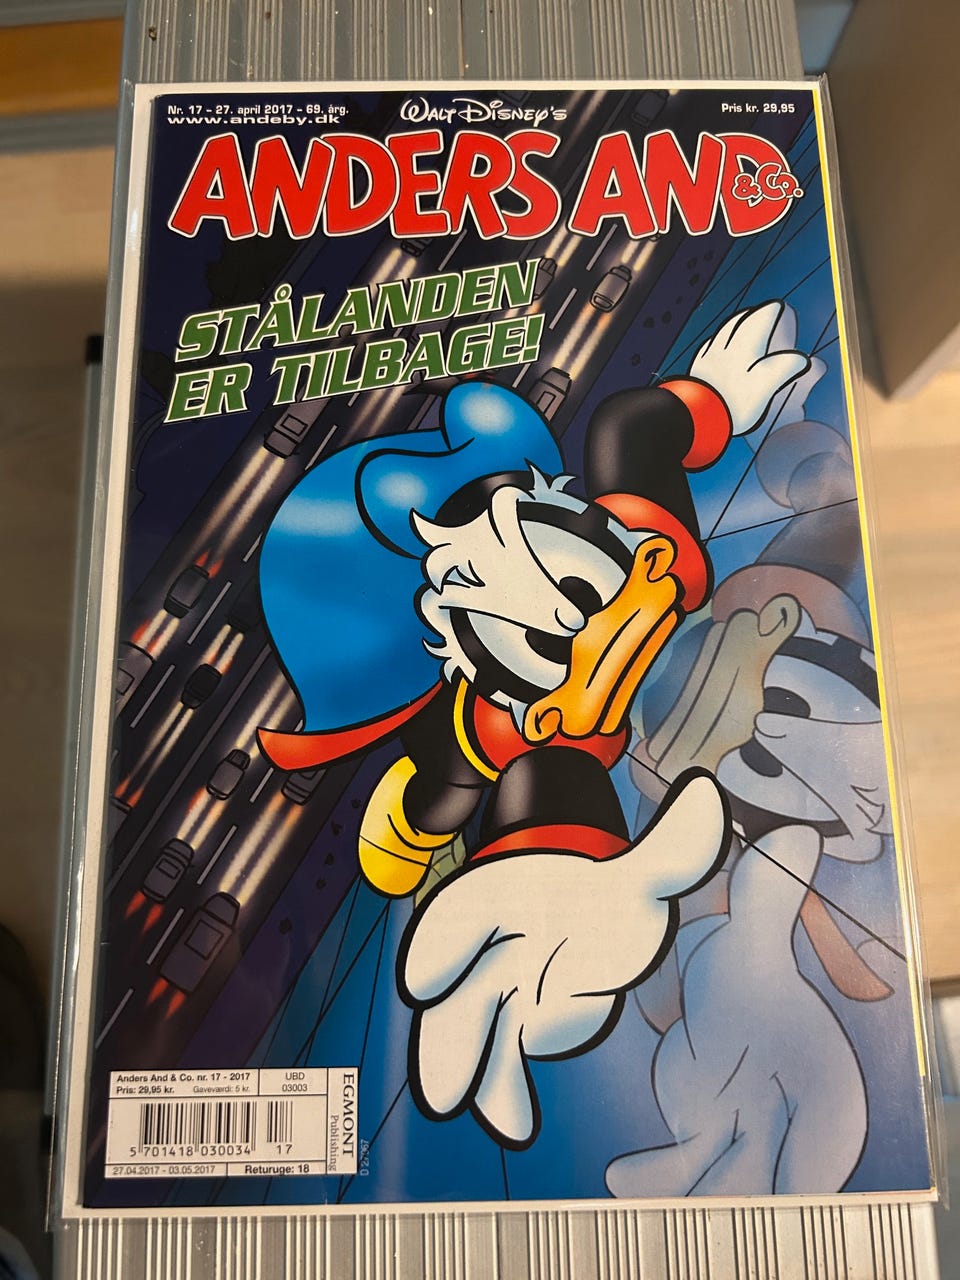 Nr. 17 - 27. april 2017 - 69. årg.
www.andeby.dk
WALT DISNEY'S
Pris kr. 29,95
ANDERS AND
& Co.
STÅLANDEN
ER TILBAGE!
Anders And & Co. nr. 17 - 2017
Pris: 29,95 kr. Gaveværdi: 5 kr.
UBD
03003
5 701418 030034 17
27.04.2017 - 03.05.2017
Returuge: 18
EGMONT
Publishing